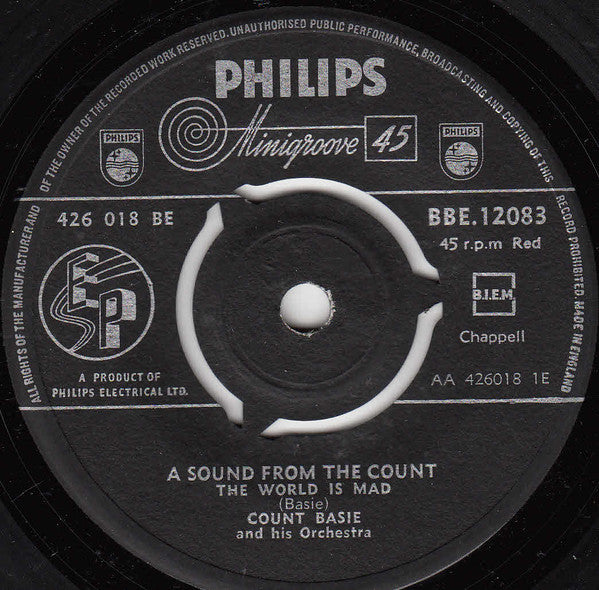 ALL RIGHTS OF THE MANUFACTURER AND OF THE OWNER OF THE RECORDED WORK RESERVED. UNAUTHORISED PUBLIC PERFORMANCE, BROADCASTING AND COPYING OF THIS RECORD PROHIBITED. MADE IN ENGLAND
PHILIPS
Minigroove 45
PHILIPS
PHILIPS
426 018 BE
BBE.12083
45 r.p.m Red
EP
B.I.E.M
Chappell
A PRODUCT OF
PHILIPS ELECTRICAL LTD.
AA 426018 1E
A SOUND FROM THE COUNT
THE WORLD IS MAD
(Basie)
COUNT BASIE
and his Orchestra